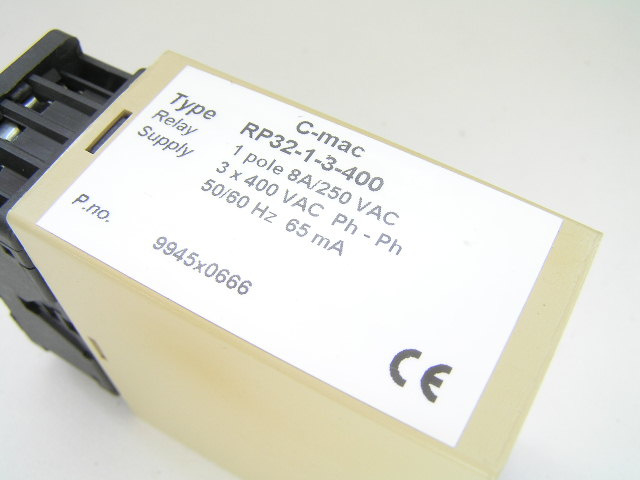 C-mac
Type RP32-1-3-400
Relay 1 pole 8A/250 VAC
Supply 3 x 400 VAC Ph - Ph
50/60 Hz 65 mA
P.no. 9945x0666
CE